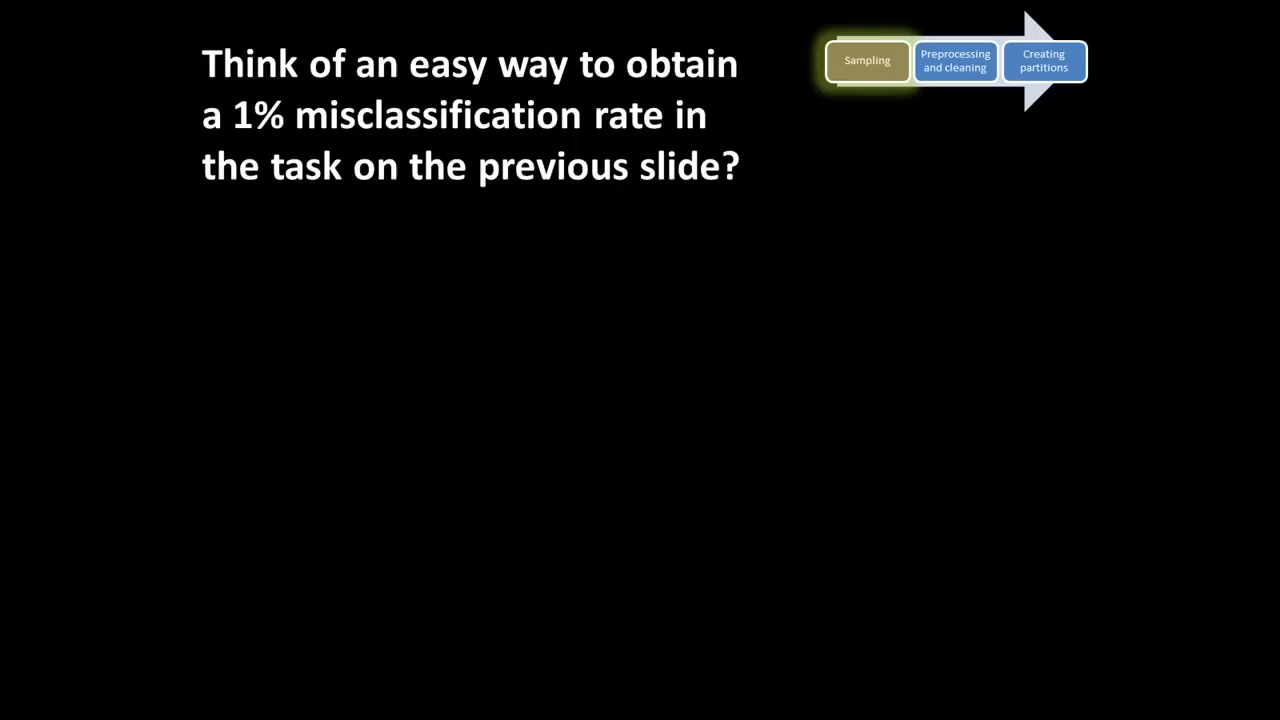 Think of an easy way to obtain
a 1% misclassification rate in
the task on the previous slide?
Sampling
Preprocessing
and cleaning
Creating
partitions